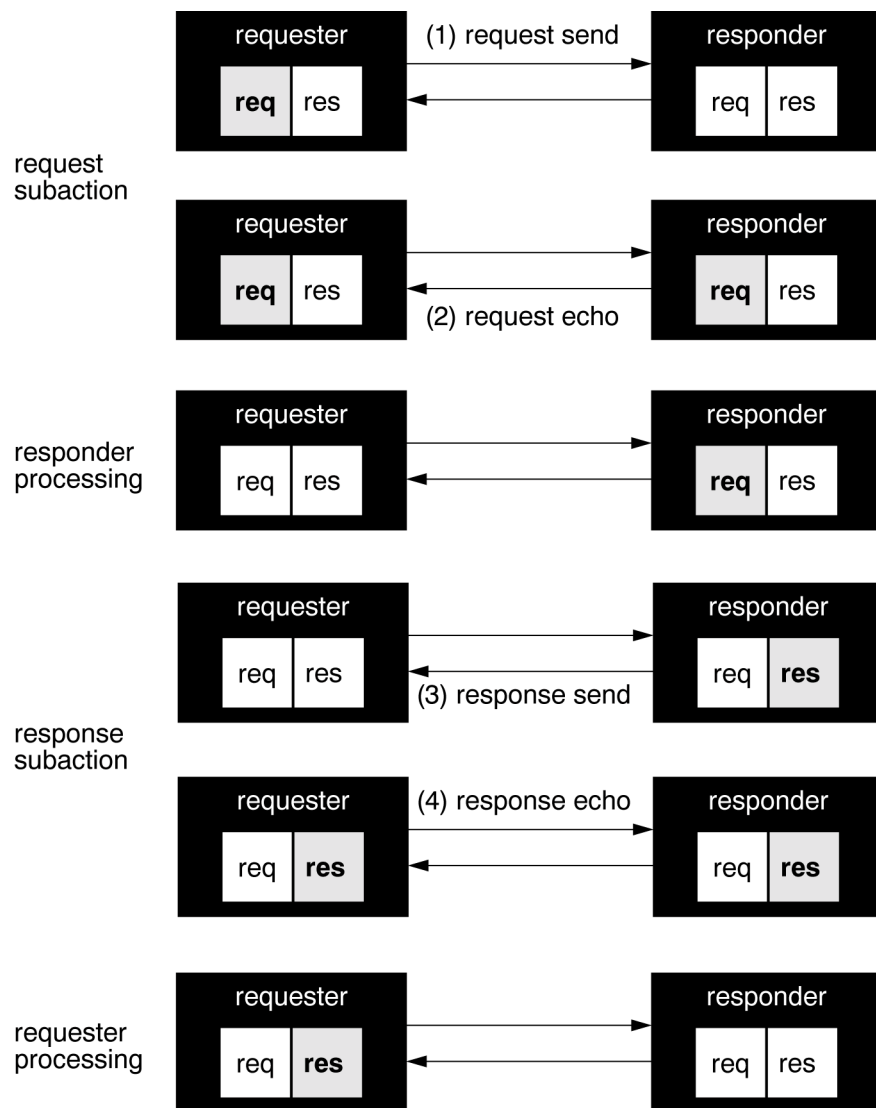 requester (1) request send responder
req res req res
request
subaction
requester responder
req res req res
(2) request echo
requester responder
responder
processing
req res req res
requester responder
req res req res
(3) response send
response
subaction
requester (4) response echo responder
req res req res
requester responder
requester
processing
req res req res